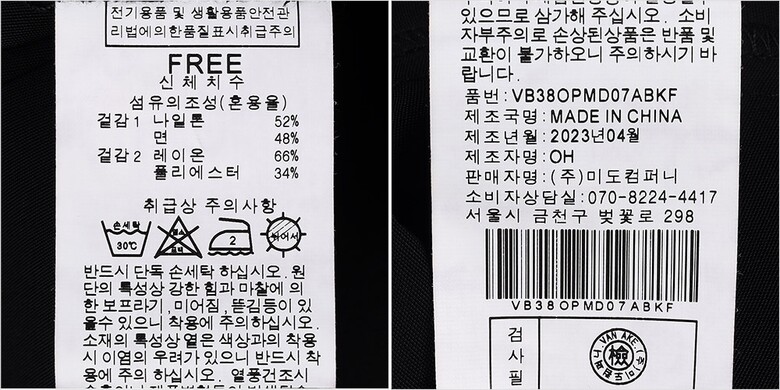 전기용품 및 생활용품안전관
리법에의한품질표시취급주의
FREE
신체치수
섬유의조성(혼용율)
겉감1 나일론 52%
면 48%
겉감2 레이온 66%
폴리에스터 34%
취급상 주의사항
손세탁
30℃
2
뉘어서
반드시 단독 손세탁 하십시오.원
단의 특성상 강한 힘과 마찰에 의
한 보프라기,미어짐,뜯김등이 있
을수 있으니 착용에 주의하십시오.
소재의 특성상 옅은 색상과의 착용
시 이염의 우려가 있으니 반드시 착
용에 주의하십시오. 열풍건조시
있으므로 삼가해 주십시오. 소비
자부주의로 손상된상품은 반품 및
교환이 불가하오니 주의하시기 바
랍니다.
품번:VB38OPMD07ABKF
제조국명:MADE IN CHINA
제조년월:2023년04월
제조자명:OH
판매자명:(주)미도컴퍼니
소비자상담실:070-8224-4417
서울시 금천구 벚꽃로 298
VB38OPMD07ABKF
검
사
필
VAN AKE.
檢
(주)미도컴퍼니